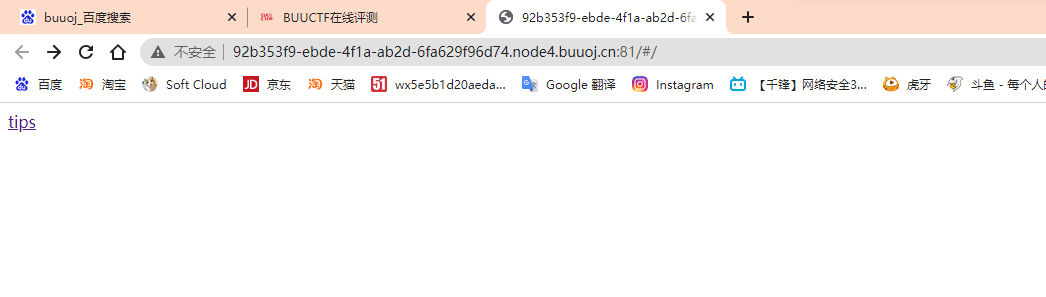 buuoj_百度搜索
BUUCTF在线评测
92b353f9-ebde-4f1a-ab2d-6fa
不安全 92b353f9-ebde-4f1a-ab2d-6fa629f96d74.node4.buuoj.cn:81/#/
百度 淘宝 Soft Cloud 京东 天猫 wx5e5b1d20aeda... Google 翻译 Instagram 【千锋】网络安全3... 虎牙 斗鱼 - 每个人的
tips